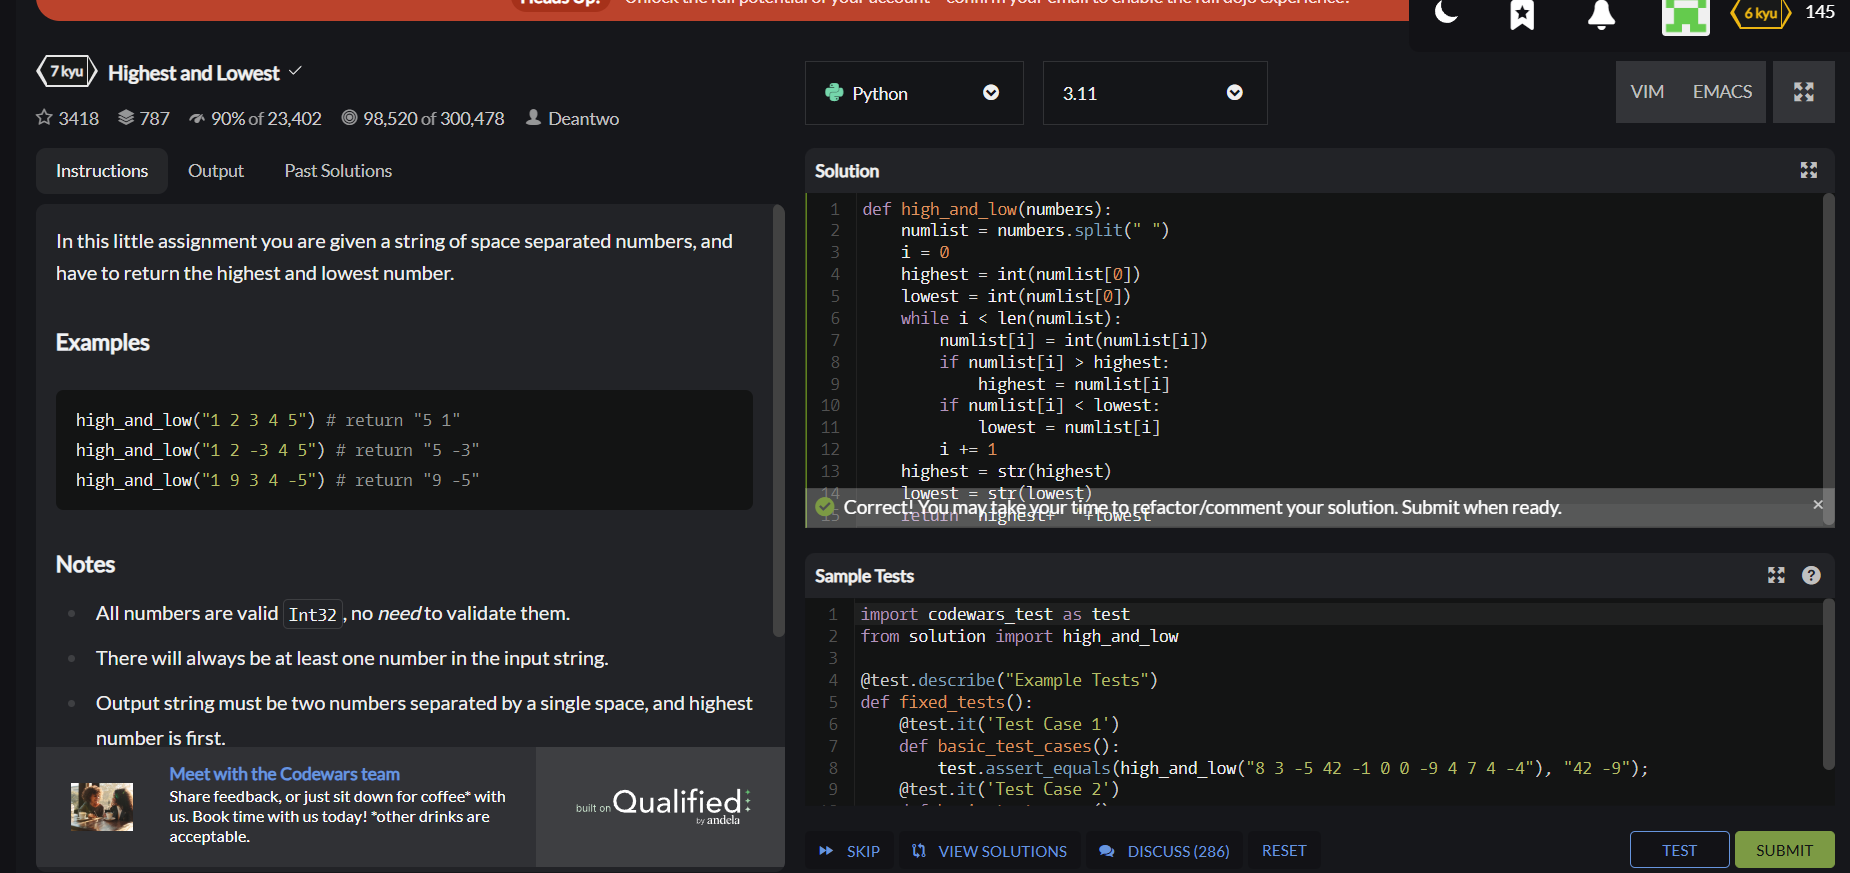 Heads Up! Unlock the full potential of your account - confirm your email to enable the full dojo experience!
6 kyu 145
7 kyu Highest and Lowest
3418 787 90% of 23,402 98,520 of 300,478 Deantwo
Python 3.11 VIM EMACS
Instructions Output Past Solutions
In this little assignment you are given a string of space separated numbers, and
have to return the highest and lowest number.
Examples
high_and_low("1 2 3 4 5") # return "5 1"
high_and_low("1 2 -3 4 5") # return "5 -3"
high_and_low("1 9 3 4 -5") # return "9 -5"
Notes
All numbers are valid Int32, no need to validate them.
There will always be at least one number in the input string.
Output string must be two numbers separated by a single space, and highest
number is first.
Meet with the Codewars team
Share feedback, or just sit down for coffee* with
us. Book time with us today! *other drinks are
acceptable.
built on Qualified
by andela
Solution
1 def high_and_low(numbers):
2 numlist = numbers.split(" ")
3 i = 0
4 highest = int(numlist[0])
5 lowest = int(numlist[0])
6 while i < len(numlist):
7 numlist[i] = int(numlist[i])
8 if numlist[i] > highest:
9 highest = numlist[i]
10 if numlist[i] < lowest:
11 lowest = numlist[i]
12 i += 1
13 highest = str(highest)
14 lowest = str(lowest)
15 return highest+" "+lowest
Correct! You may take your time to refactor/comment your solution. Submit when ready.
Sample Tests
1 import codewars_test as test
2 from solution import high_and_low
3
4 @test.describe("Example Tests")
5 def fixed_tests():
6 @test.it('Test Case 1')
7 def basic_test_cases():
8 test.assert_equals(high_and_low("8 3 -5 42 -1 0 0 -9 4 7 4 -4"), "42 -9");
9 @test.it('Test Case 2')
SKIP VIEW SOLUTIONS DISCUSS (286) RESET TEST SUBMIT